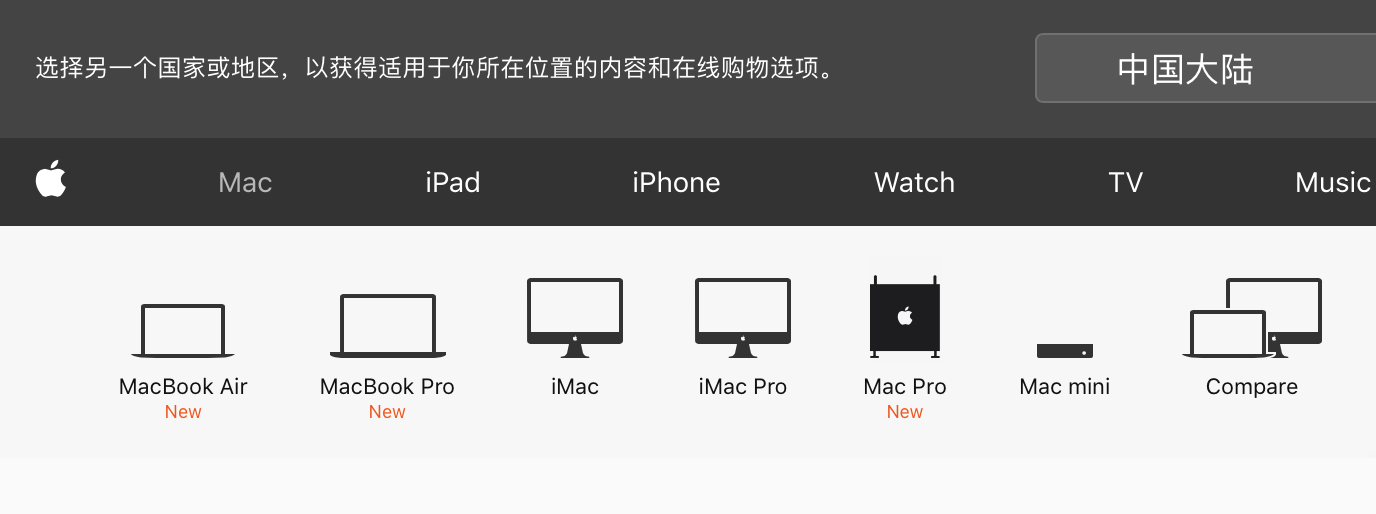 选择另一个国家或地区，以获得适用于你所在位置的内容和在线购物选项。
中国大陆
Mac iPad iPhone Watch TV Music
MacBook Air MacBook Pro iMac iMac Pro Mac Pro Mac mini Compare
New New New